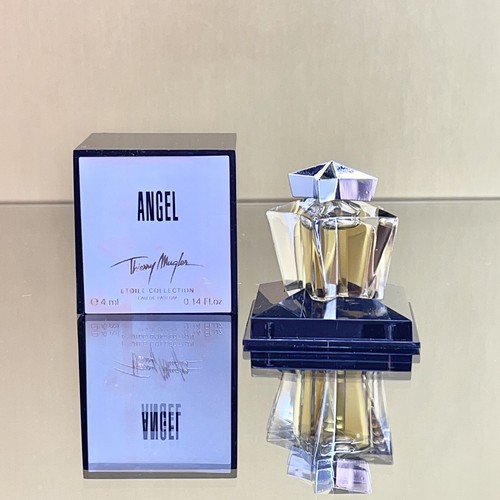 ANGEL
Thierry Mugler
ETOILE COLLECTION
EAU DE PARFUM
℮ 4 ml 0.14 Fl.oz